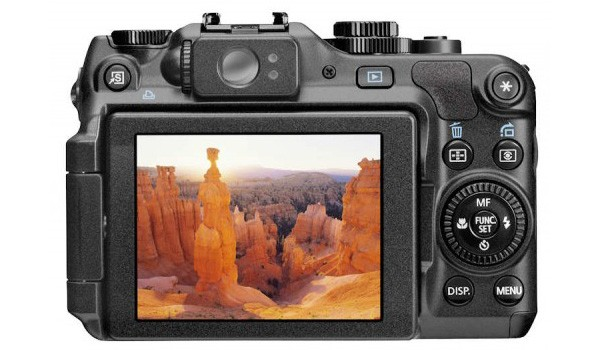 S
*
MF
FUNC.
SET
DISP.
MENU